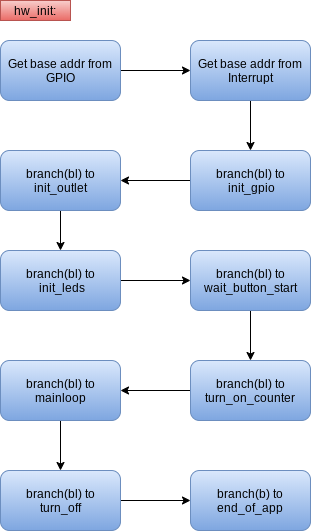 hw_init:
Get base addr from
GPIO
Get base addr from
Interrupt
branch(bl) to
init_gpio
branch(bl) to
init_outlet
branch(bl) to
init_leds
branch(bl) to
wait_button_start
branch(bl) to
turn_on_counter
branch(bl) to
mainloop
branch(bl) to
turn_off
branch(b) to
end_of_app